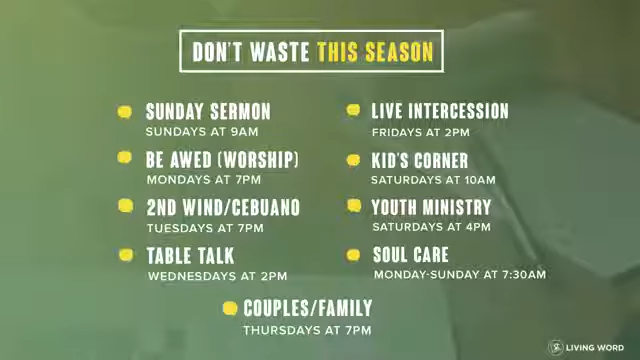 DON'T WASTE THIS SEASON
SUNDAY SERMON
SUNDAYS AT 9AM
BE AWED (WORSHIP)
MONDAYS AT 7PM
2ND WIND/CEBUANO
TUESDAYS AT 7PM
TABLE TALK
WEDNESDAYS AT 2PM
LIVE INTERCESSION
FRIDAYS AT 2PM
KID'S CORNER
SATURDAYS AT 10AM
YOUTH MINISTRY
SATURDAYS AT 4PM
SOUL CARE
MONDAY-SUNDAY AT 7:30AM
COUPLES/FAMILY
THURSDAYS AT 7PM
LIVING WORD